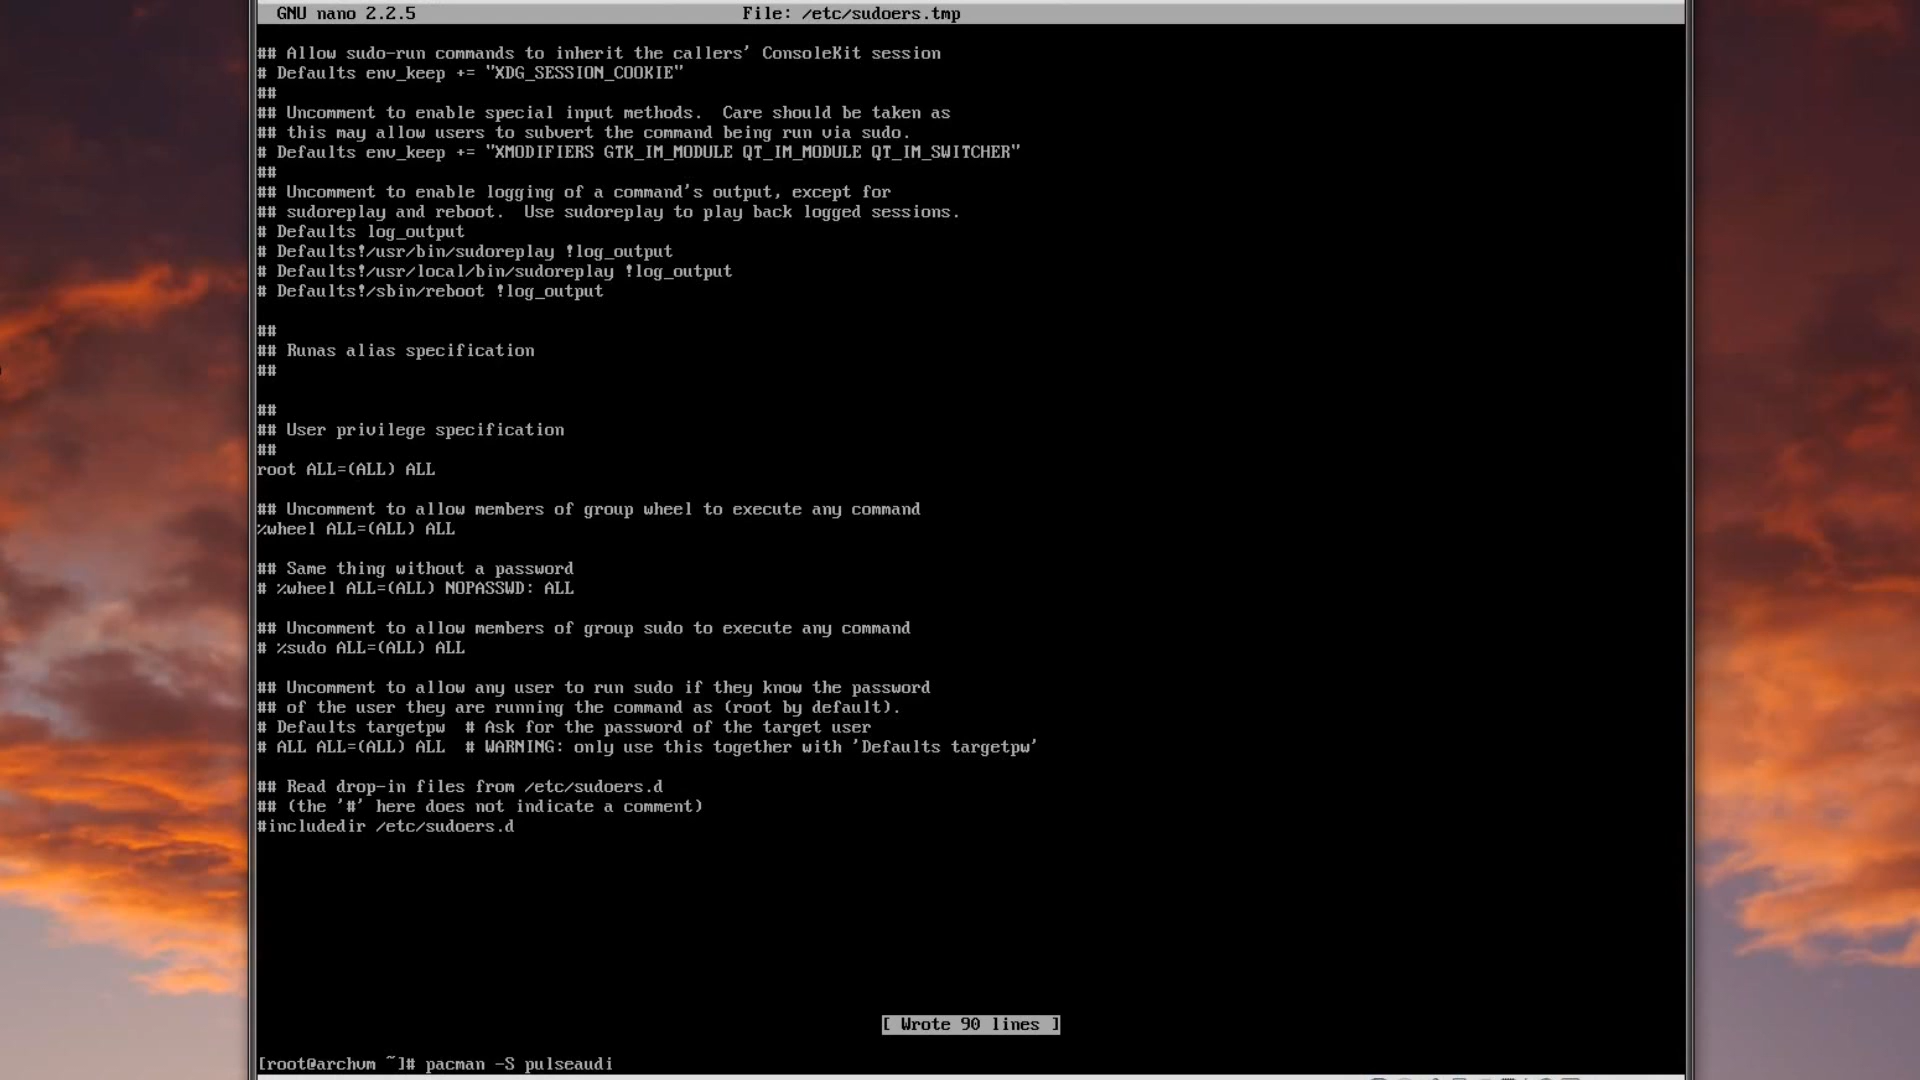 GNU nano 2.2.5 File: /etc/sudoers.tmp
## Allow sudo-run commands to inherit the callers' ConsoleKit session
# Defaults env_keep += "XDG_SESSION_COOKIE"
##
## Uncomment to enable special input methods.  Care should be taken as
## this may allow users to subvert the command being run via sudo.
# Defaults env_keep += "XMODIFIERS GTK_IM_MODULE QT_IM_MODULE QT_IM_SWITCHER"
##
## Uncomment to enable logging of a command's output, except for
## sudoreplay and reboot.  Use sudoreplay to play back logged sessions.
# Defaults log_output
# Defaults!/usr/bin/sudoreplay !log_output
# Defaults!/usr/local/bin/sudoreplay !log_output
# Defaults!/sbin/reboot !log_output
##
## Runas alias specification
##
##
## User privilege specification
##
root ALL=(ALL) ALL
## Uncomment to allow members of group wheel to execute any command
%wheel ALL=(ALL) ALL
## Same thing without a password
# %wheel ALL=(ALL) NOPASSWD: ALL
## Uncomment to allow members of group sudo to execute any command
# %sudo ALL=(ALL) ALL
## Uncomment to allow any user to run sudo if they know the password
## of the user they are running the command as (root by default).
# Defaults targetpw  # Ask for the password of the target user
# ALL ALL=(ALL) ALL  # WARNING: only use this together with 'Defaults targetpw'
## Read drop-in files from /etc/sudoers.d
## (the '#' here does not indicate a comment)
#includedir /etc/sudoers.d
[ Wrote 90 lines ]
[root@archvm ~]# pacman -S pulseaudi